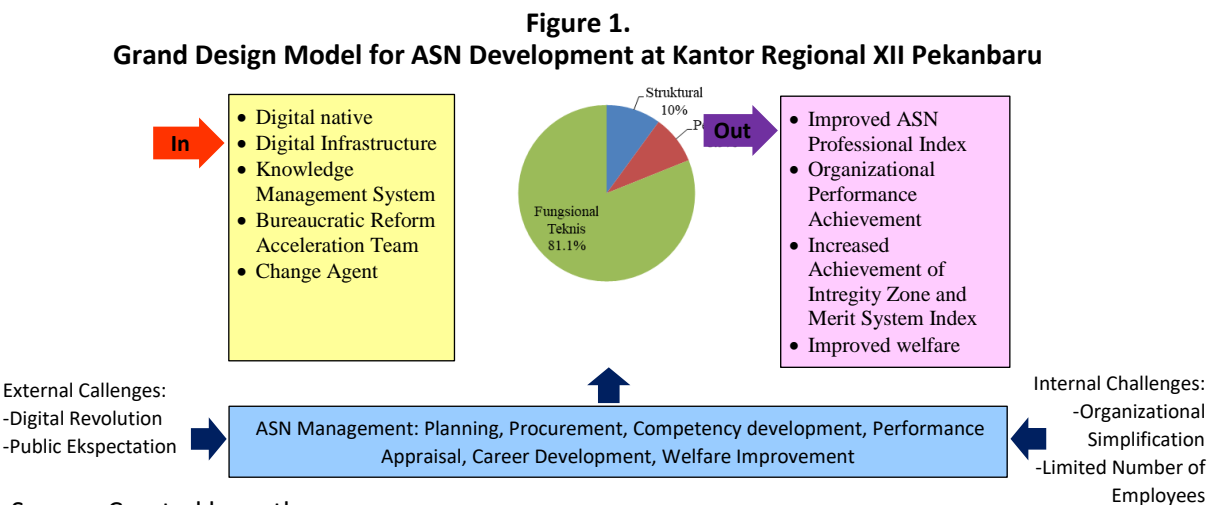 Figure 1.
Grand Design Model for ASN Development at Kantor Regional XII Pekanbaru
In
• Digital native
• Digital Infrastructure
• Knowledge
Management System
• Bureaucratic Reform
Acceleration Team
• Change Agent
Struktural
10%
Fungsional
Teknis
81.1%
Out
• Improved ASN
Professional Index
• Organizational
Performance
Achievement
• Increased
Achievement of
Intregity Zone and
Merit System Index
• Improved welfare
External Callenges:
-Digital Revolution
-Public Ekspectation
ASN Management: Planning, Procurement, Competency development, Performance
Appraisal, Career Development, Welfare Improvement
Internal Challenges:
-Organizational
Simplification
-Limited Number of
Employees